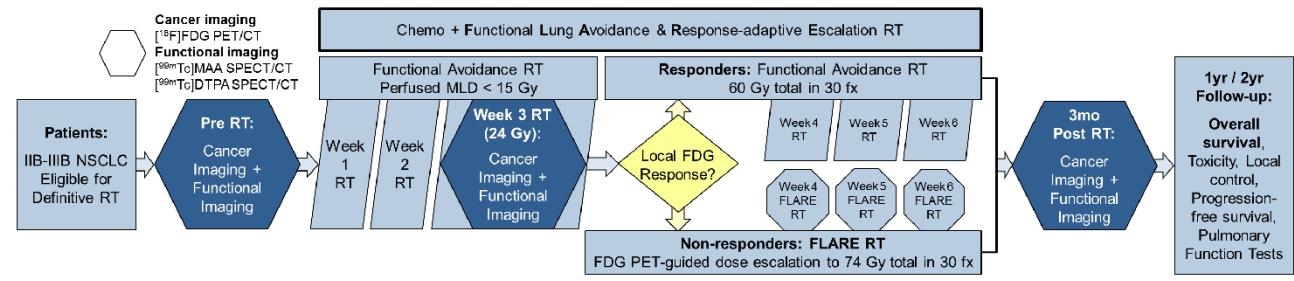 Cancer imaging
[18F]FDG PET/CT
Functional imaging
[99mTc]MAA SPECT/CT
[99mTc]DTPA SPECT/CT
Chemo + Functional Lung Avoidance & Response-adaptive Escalation RT
Functional Avoidance RT
Perfused MLD < 15 Gy
Responders: Functional Avoidance RT
60 Gy total in 30 fx
Patients:
IIB-IIIB NSCLC
Eligible for
Definitive RT
Pre RT:
Cancer
Imaging +
Functional
Imaging
Week
1
RT
Week
2
RT
Week 3 RT
(24 Gy):
Cancer
Imaging +
Functional
Imaging
Local FDG
Response?
Week4
RT
Week5
RT
Week6
RT
Week4
FLARE
RT
Week5
FLARE
RT
Week6
FLARE
RT
Non-responders: FLARE RT
FDG PET-guided dose escalation to 74 Gy total in 30 fx
3mo
Post RT:
Cancer
Imaging +
Functional
Imaging
1yr / 2yr
Follow-up:
Overall
survival,
Toxicity, Local
control,
Progression-
free survival,
Pulmonary
Function Tests